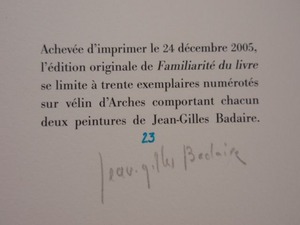 Achevée d'imprimer le 24 décembre 2005,
l'édition originale de Familiarité du livre
se limite à trente exemplaires numérotés
sur vélin d'Arches comportant chacun
deux peintures de Jean-Gilles Badaire.
23
Jean-Gilles Badaire